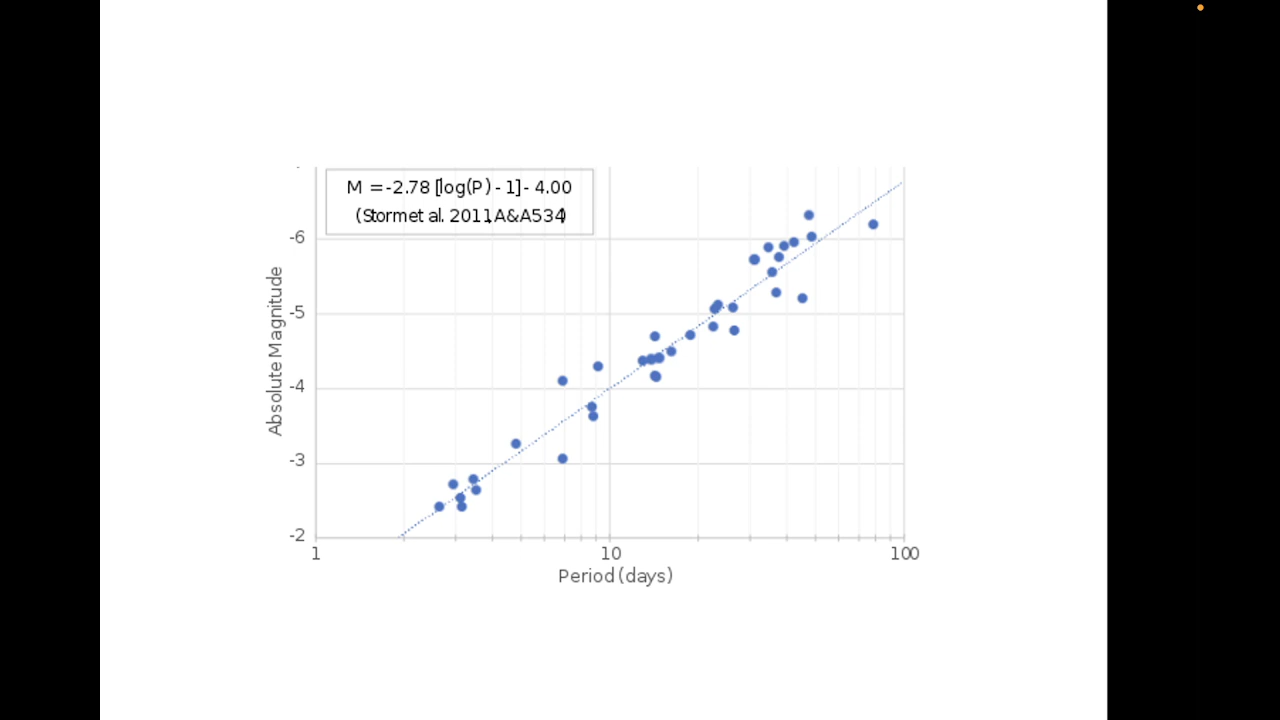 M = -2.78 [log(P) - 1] - 4.00
(Storm et al. 2011, A&A 534)
-6
-5
-4
-3
-2
Absolute Magnitude
1
10
100
Period (days)